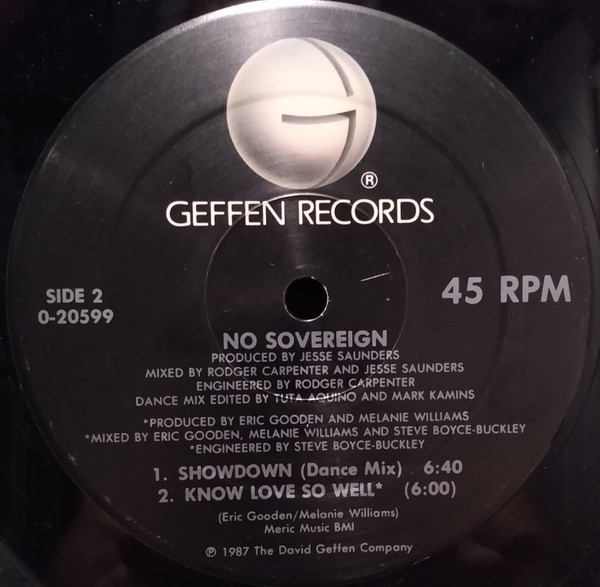 ®
GEFFEN RECORDS
SIDE 2
0-20599
45 RPM
NO SOVEREIGN
PRODUCED BY JESSE SAUNDERS
MIXED BY RODGER CARPENTER AND JESSE SAUNDERS
ENGINEERED BY RODGER CARPENTER
DANCE MIX EDITED BY TUTA AQUINO AND MARK KAMINS
*PRODUCED BY ERIC GOODEN AND MELANIE WILLIAMS
*MIXED BY ERIC GOODEN, MELANIE WILLIAMS AND STEVE BOYCE-BUCKLEY
*ENGINEERED BY STEVE BOYCE-BUCKLEY
1. SHOWDOWN (Dance Mix) 6:40
2. KNOW LOVE SO WELL* (6:00)
(Eric Gooden/Melanie Williams)
Meric Music BMI
℗ 1987 The David Geffen Company